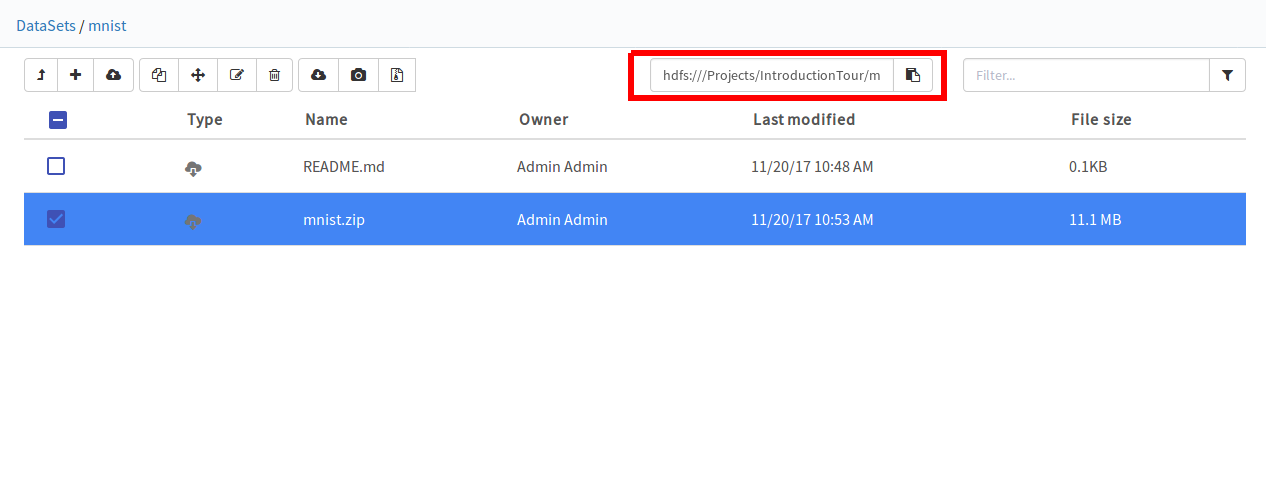 DataSets / mnist
hdfs:///Projects/IntroductionTour/m
Filter...
Type Name Owner Last modified File size
README.md Admin Admin 11/20/17 10:48 AM 0.1KB
mnist.zip Admin Admin 11/20/17 10:53 AM 11.1 MB